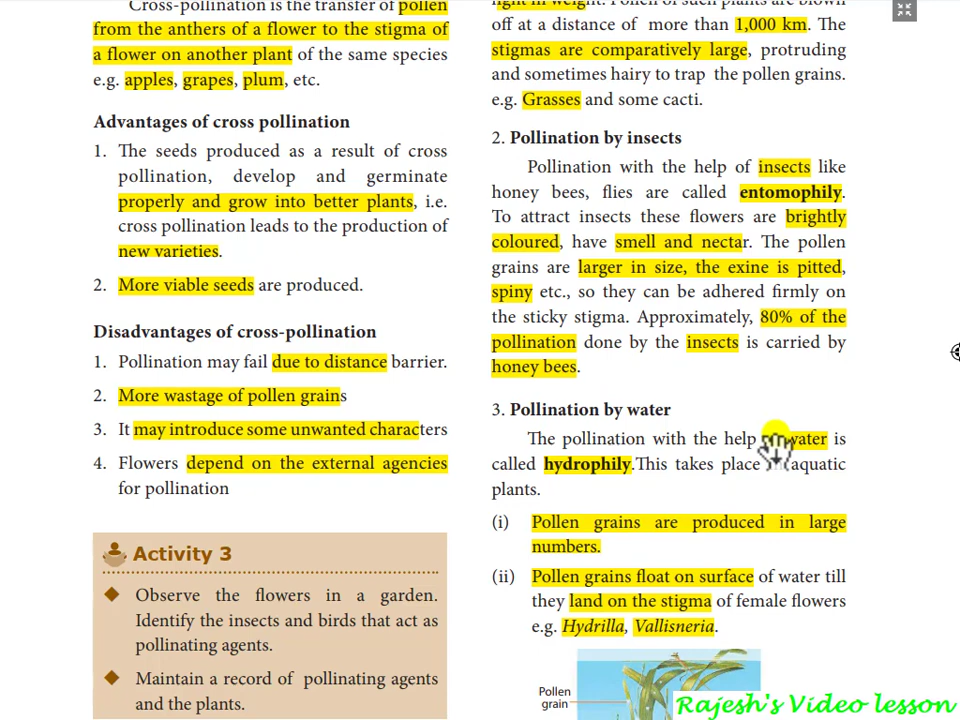 Cross-pollination is the transfer of pollen
from the anthers of a flower to the stigma of
a flower on another plant of the same species
e.g. apples, grapes, plum, etc.
Advantages of cross pollination
1. The seeds produced as a result of cross
pollination, develop and germinate
properly and grow into better plants, i.e.
cross pollination leads to the production of
new varieties.
2. More viable seeds are produced.
Disadvantages of cross-pollination
1. Pollination may fail due to distance barrier.
2. More wastage of pollen grains
3. It may introduce some unwanted characters
4. Flowers depend on the external agencies
for pollination
Activity 3
Observe the flowers in a garden.
Identify the insects and birds that act as
pollinating agents.
Maintain a record of pollinating agents
and the plants.
light in weight. Pollen of such plants are blown
off at a distance of more than 1,000 km. The
stigmas are comparatively large, protruding
and sometimes hairy to trap the pollen grains.
e.g. Grasses and some cacti.
2. Pollination by insects
Pollination with the help of insects like
honey bees, flies are called entomophily.
To attract insects these flowers are brightly
coloured, have smell and nectar. The pollen
grains are larger in size, the exine is pitted,
spiny etc., so they can be adhered firmly on
the sticky stigma. Approximately, 80% of the
pollination done by the insects is carried by
honey bees.
3. Pollination by water
The pollination with the help water is
called hydrophily.This takes place aquatic
plants.
(i) Pollen grains are produced in large
numbers.
(ii) Pollen grains float on surface of water till
they land on the stigma of female flowers
e.g. Hydrilla, Vallisneria.
Pollen
grain
Rajesh's Video lesson